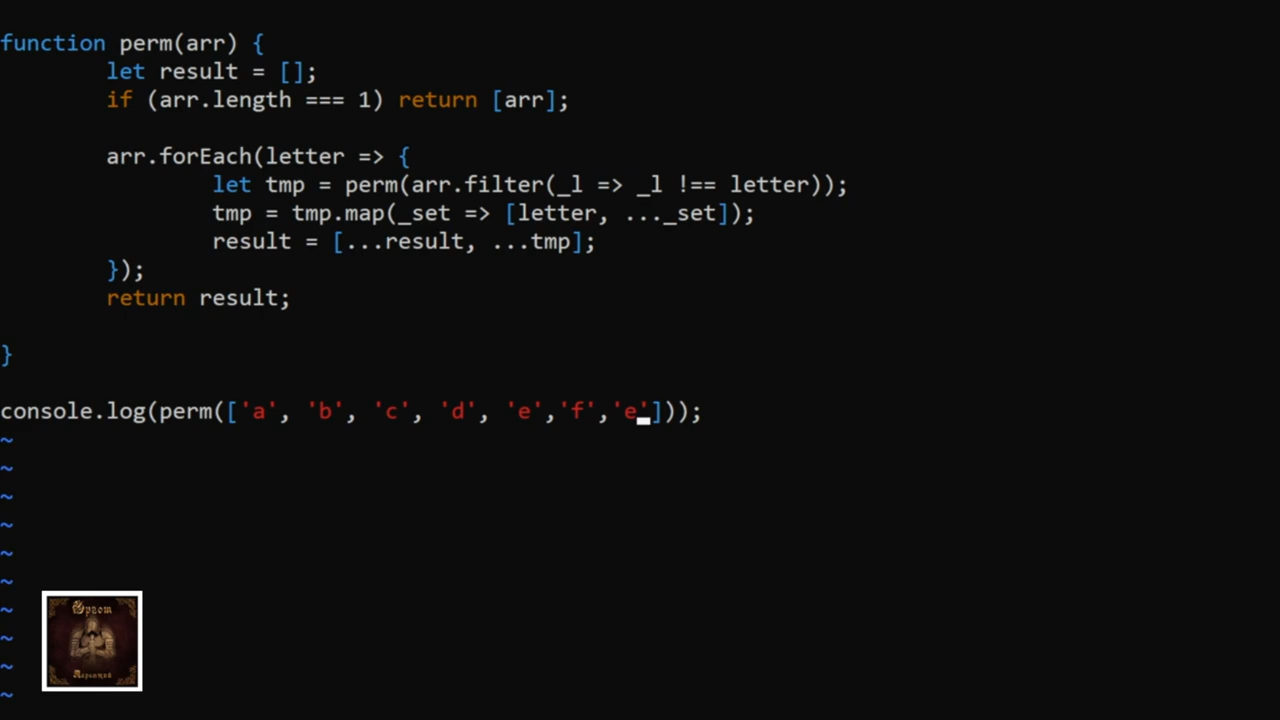 function perm(arr) {
let result = [];
if (arr.length === 1) return [arr];
arr.forEach(letter => {
let tmp = perm(arr.filter(_l => _l !== letter));
tmp = tmp.map(_set => [letter, ..._set]);
result = [...result, ...tmp];
});
return result;
}
console.log(perm(['a', 'b', 'c', 'd', 'e','f','e']));
~
~
~
~
~
~
~
~
~
~